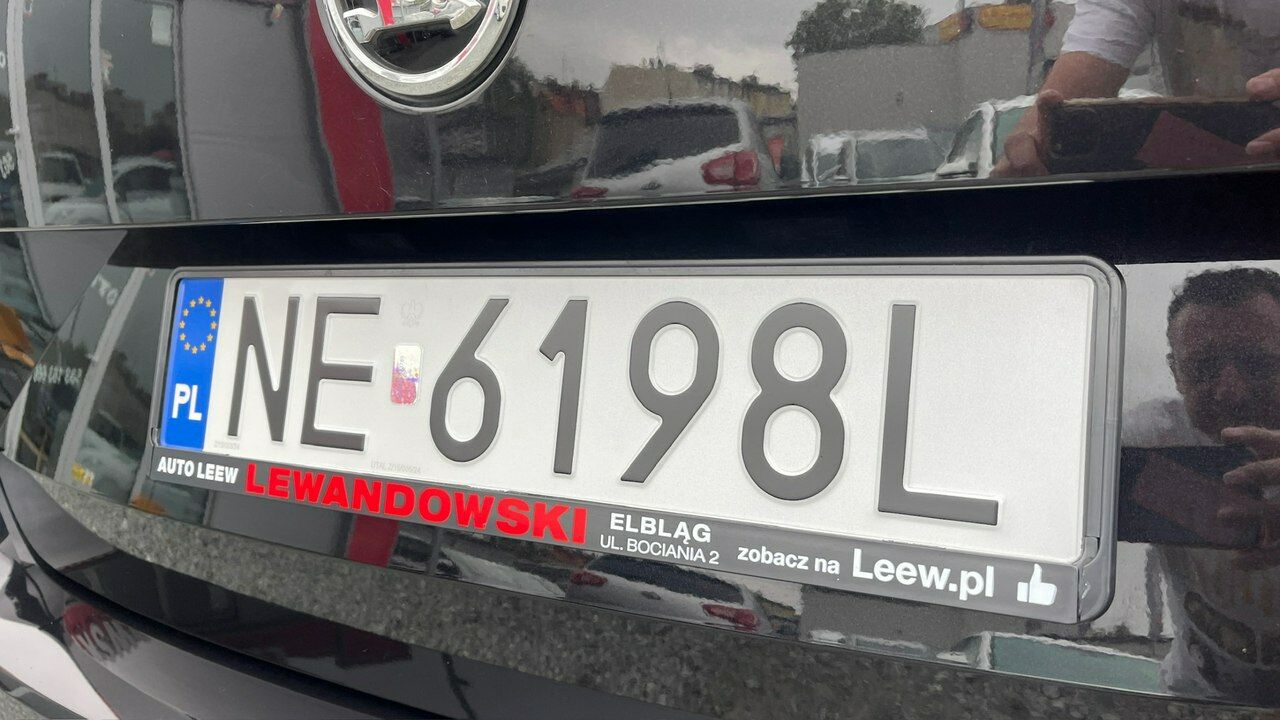 PL
NE 6198L
AUTO LEEW LEWANDOWSKI
ELBLĄG
UL. BOCIANIA 2
zobacz na Leew.pl